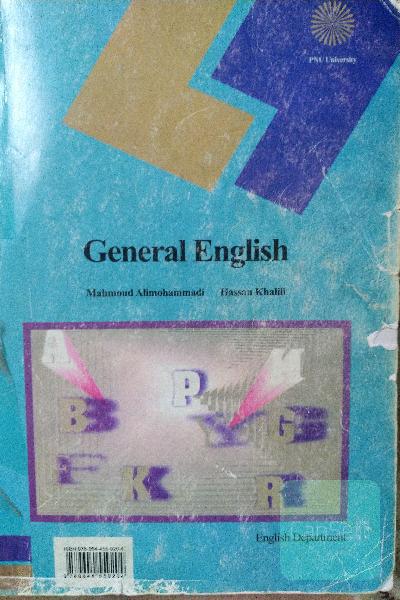 PNU University
General English
Mahmoud Alimohammadi Hassan Khalili
A
M
P
B
G
K
R
English Department